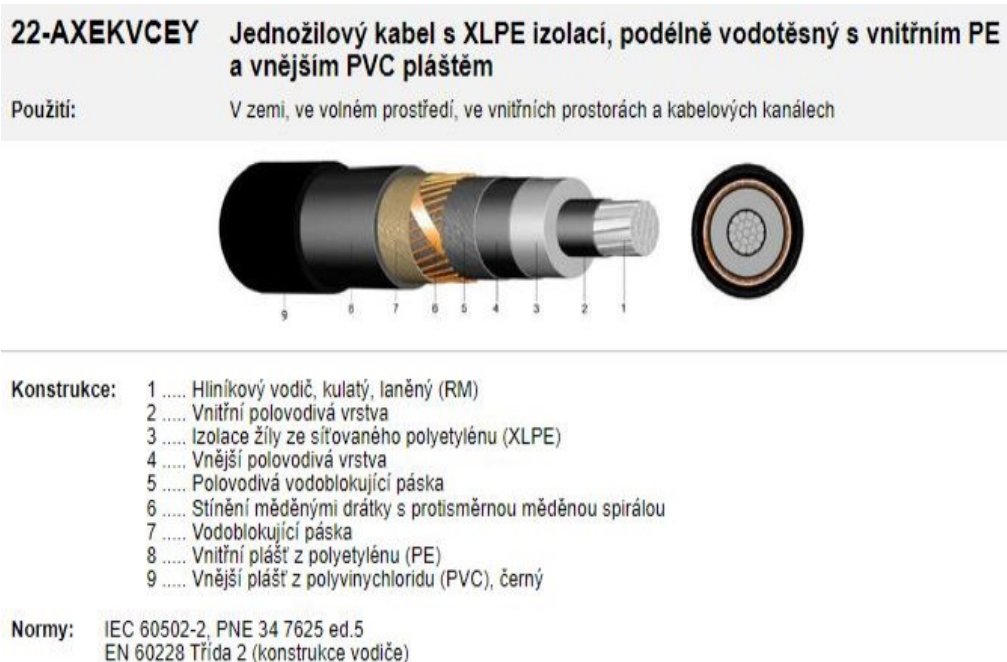 22-AXEKVCEY Jednožilový kabel s XLPE izolací, podélně vodotěsný s vnitřním PE
a vnějším PVC pláštěm
Použití: V zemi, ve volném prostředí, ve vnitřních prostorách a kabelových kanálech
9 8 7 6 5 4 3 2 1
Konstrukce: 1 ..... Hliníkový vodič, kulatý, laněný (RM)
2 ..... Vnitřní polovodivá vrstva
3 ..... Izolace žíly ze síťovaného polyetylénu (XLPE)
4 ..... Vnější polovodivá vrstva
5 ..... Polovodivá vodoblokující páska
6 ..... Stínění měděnými drátky s protisměrnou měděnou spirálou
7 ..... Vodoblokující páska
8 ..... Vnitřní plášť z polyetylénu (PE)
9 ..... Vnější plášť z polyvinychloridu (PVC), černý
Normy: IEC 60502-2, PNE 34 7625 ed.5
EN 60228 Třída 2 (konstrukce vodiče)